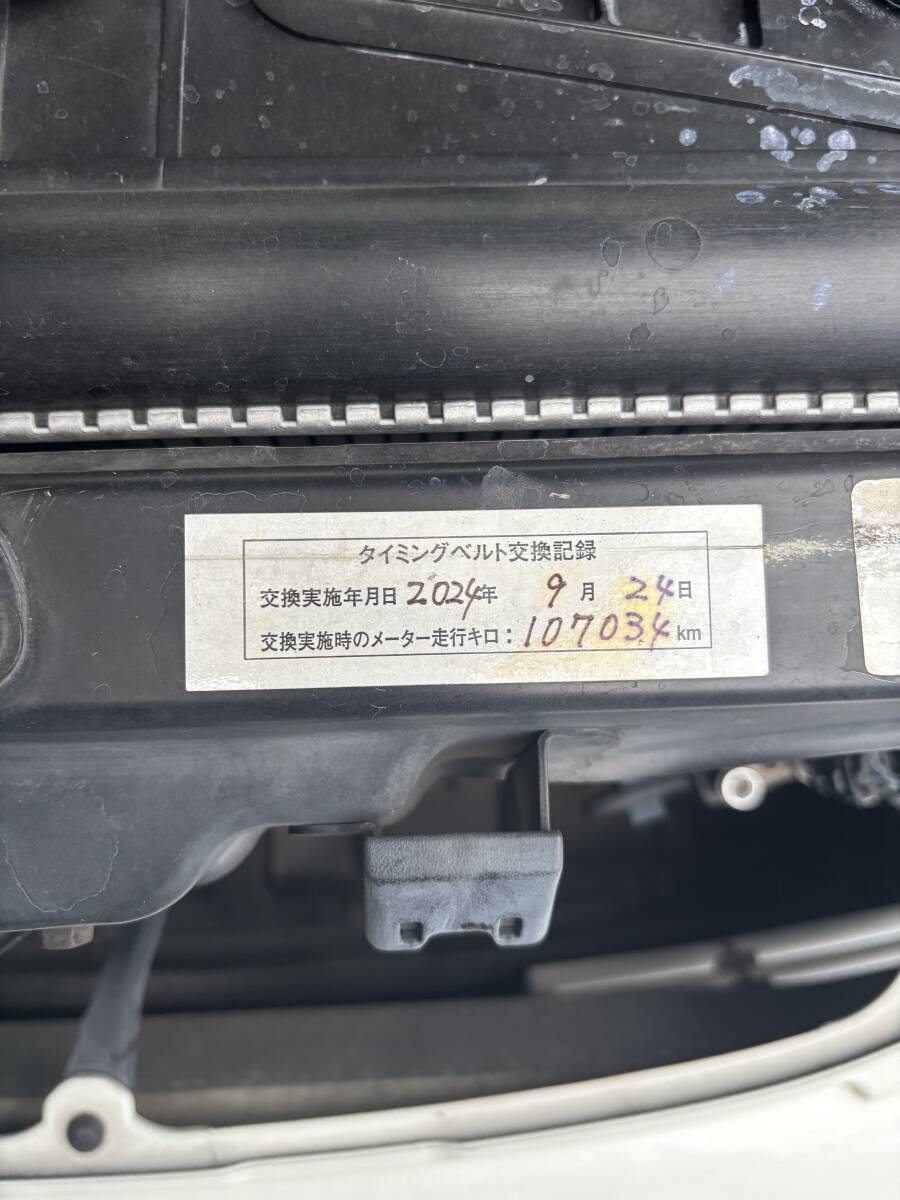 タイミングベルト交換記録
交換実施年月日 2024年 9月 24日
交換実施時のメーター走行キロ：107034km